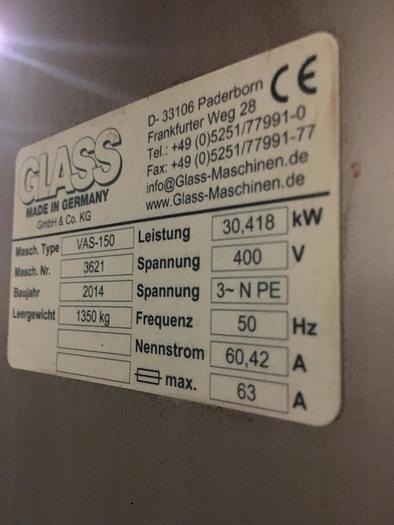 GLASS
MADE IN GERMANY
GmbH & Co. KG
D- 33106 Paderborn
Frankfurter Weg 28
Tel.: +49 (0)5251/77991-0
Fax: +49 (0)5251/77991-77
info@Glass-Maschinen.de
www.Glass-Maschinen.de
CE
Masch. Type VAS-150
Masch. Nr. 3621
Baujahr 2014
Leergewicht 1350 kg
Leistung 30,418 kW
Spannung 400 V
Spannung 3~ N PE
Frequenz 50 Hz
Nennstrom 60,42 A
max. 63 A